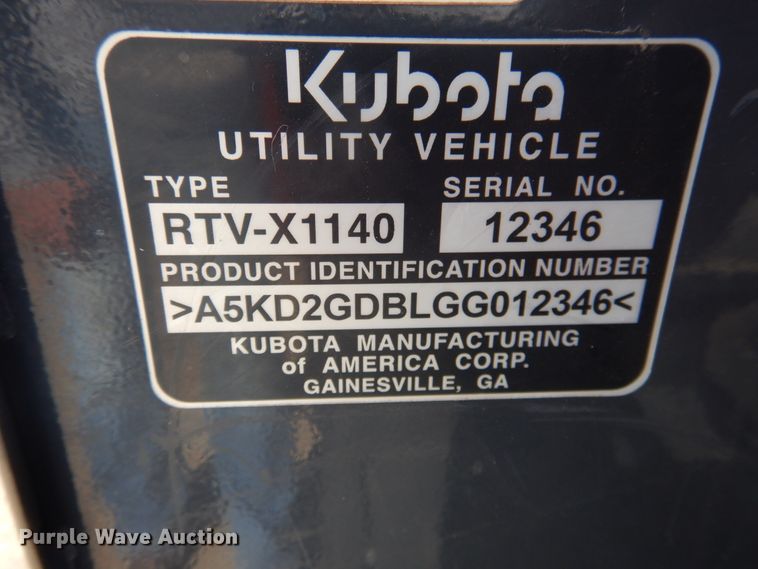 Kubota
UTILITY VEHICLE
TYPE SERIAL NO.
RTV-X1140 12346
PRODUCT IDENTIFICATION NUMBER
>A5KD2GDBLGG012346<
KUBOTA MANUFACTURING
of AMERICA CORP.
GAINESVILLE, GA
Purple Wave Auction